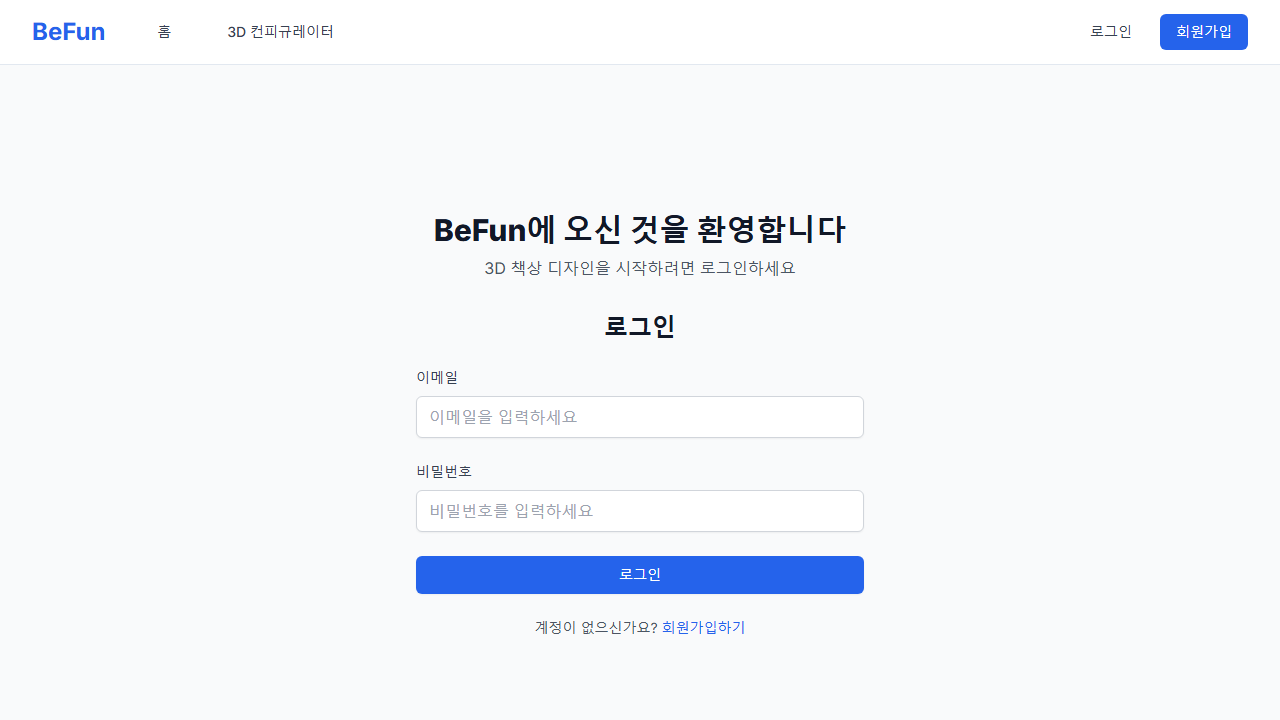 BeFun 홈 3D 컨피규레이터 로그인 회원가입
BeFun에 오신 것을 환영합니다
3D 책상 디자인을 시작하려면 로그인하세요
로그인
이메일
이메일을 입력하세요
비밀번호
비밀번호를 입력하세요
로그인
계정이 없으신가요? 회원가입하기